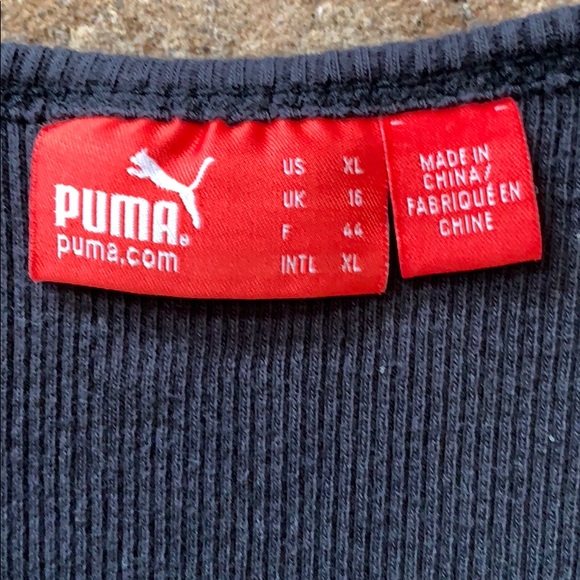 PUMA®
puma.com
US XL
UK 16
F 44
INTL XL
MADE IN
CHINA/
FABRIQUÉ EN
CHINE